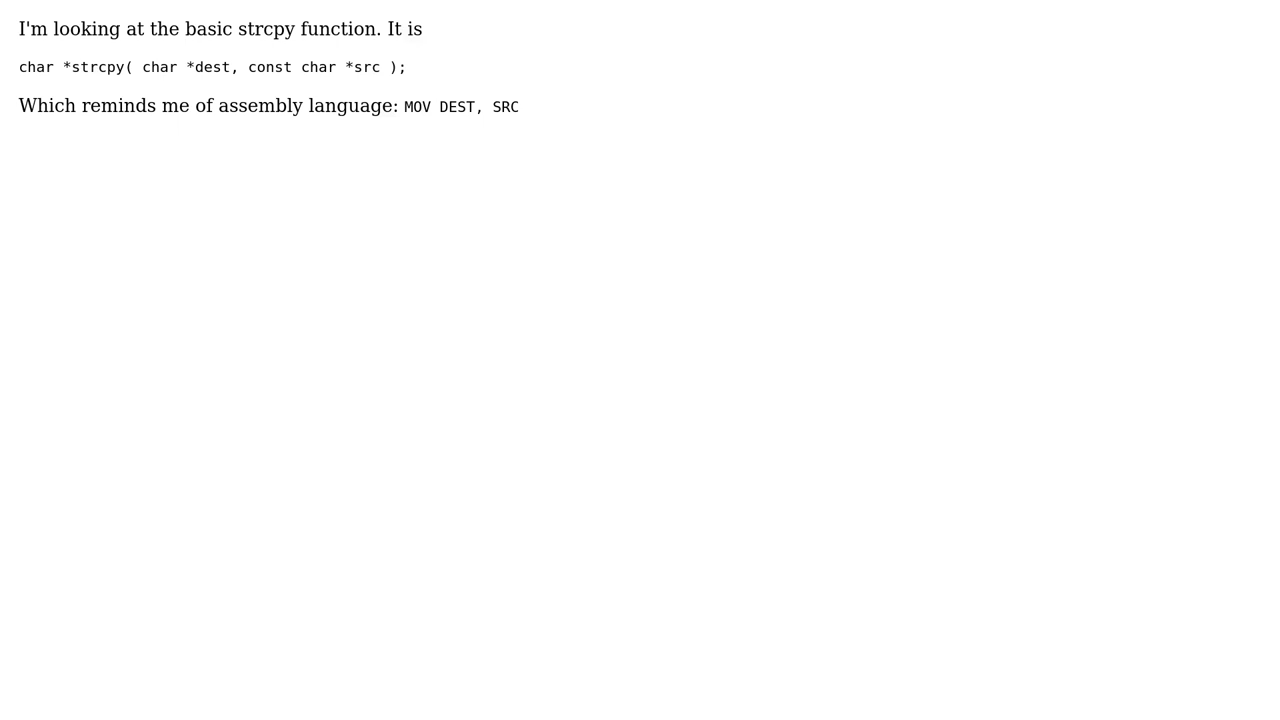 I'm looking at the basic strcpy function. It is
char *strcpy( char *dest, const char *src );
Which reminds me of assembly language: MOV DEST, SRC